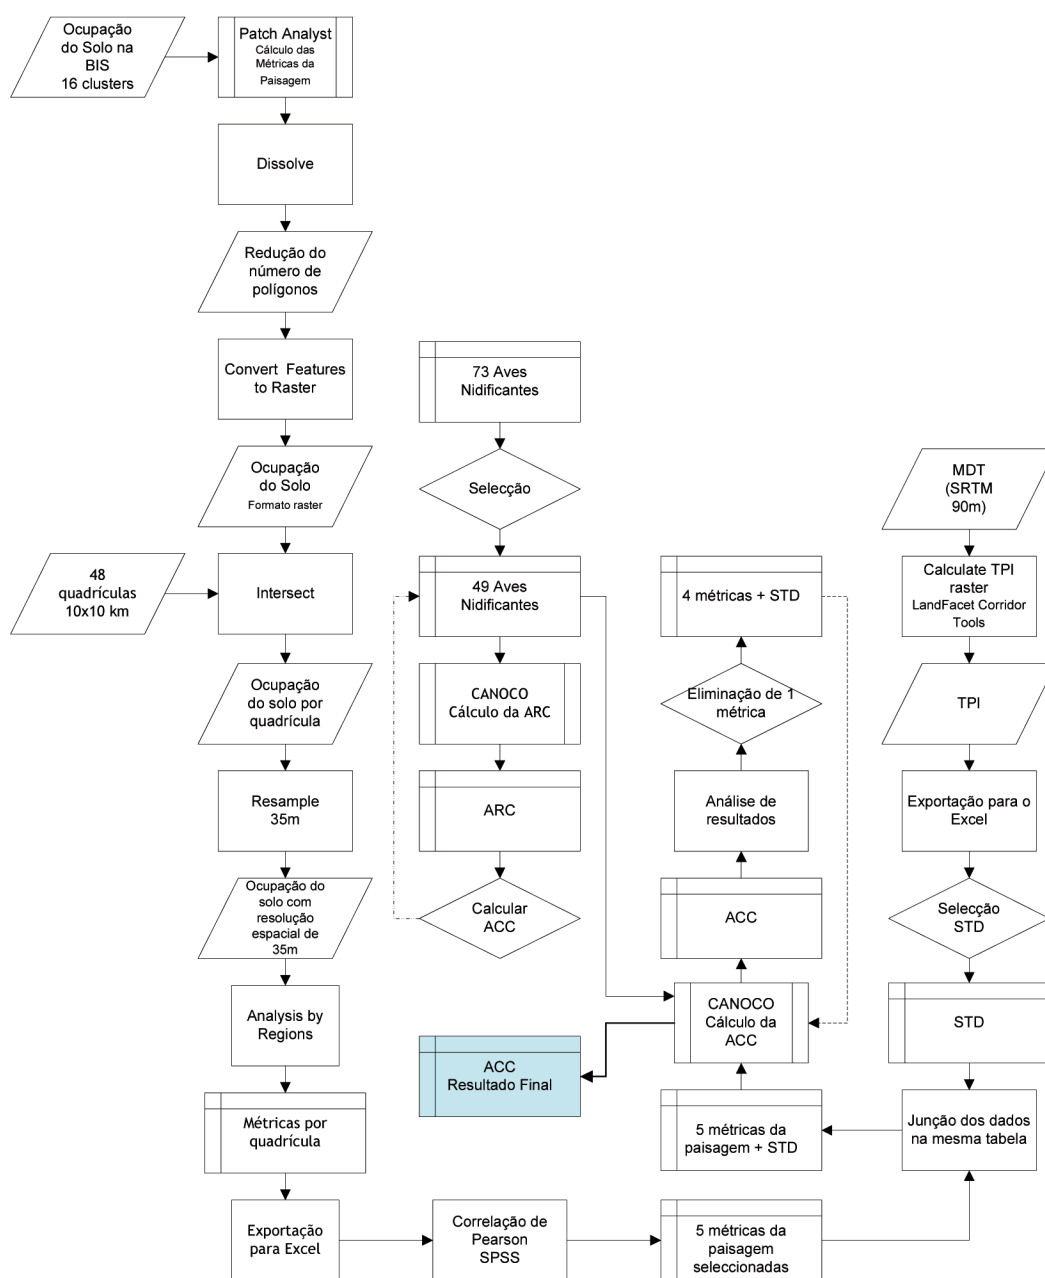 Ocupação
do Solo na
BIS
16 clusters
Patch Analyst
Cálculo das
Métricas da
Paisagem
Dissolve
Redução do
número de
polígonos
Convert Features
to Raster
Ocupação
do Solo
Formato raster
48
quadrículas
10x10 km
Intersect
Ocupação
do solo por
quadrícula
Resample
35m
Ocupação do
solo com
resolução
espacial de
35m
Analysis by
Regions
Métricas por
quadrícula
Exportação
para Excel
Correlação de
Pearson
SPSS
5 métricas da
paisagem
seleccionadas
73 Aves
Nidificantes
Selecção
49 Aves
Nidificantes
CANOCO
Cálculo da ARC
ARC
Calcular
ACC
ACC
Resultado Final
4 métricas + STD
Eliminação de 1
métrica
Análise de
resultados
ACC
CANOCO
Cálculo da
ACC
5 métricas da
paisagem + STD
MDT
(SRTM
90m)
Calculate TPI
raster
LandFacet Corridor
Tools
TPI
Exportação para o
Excel
Selecção
STD
STD
Junção dos dados
na mesma tabela